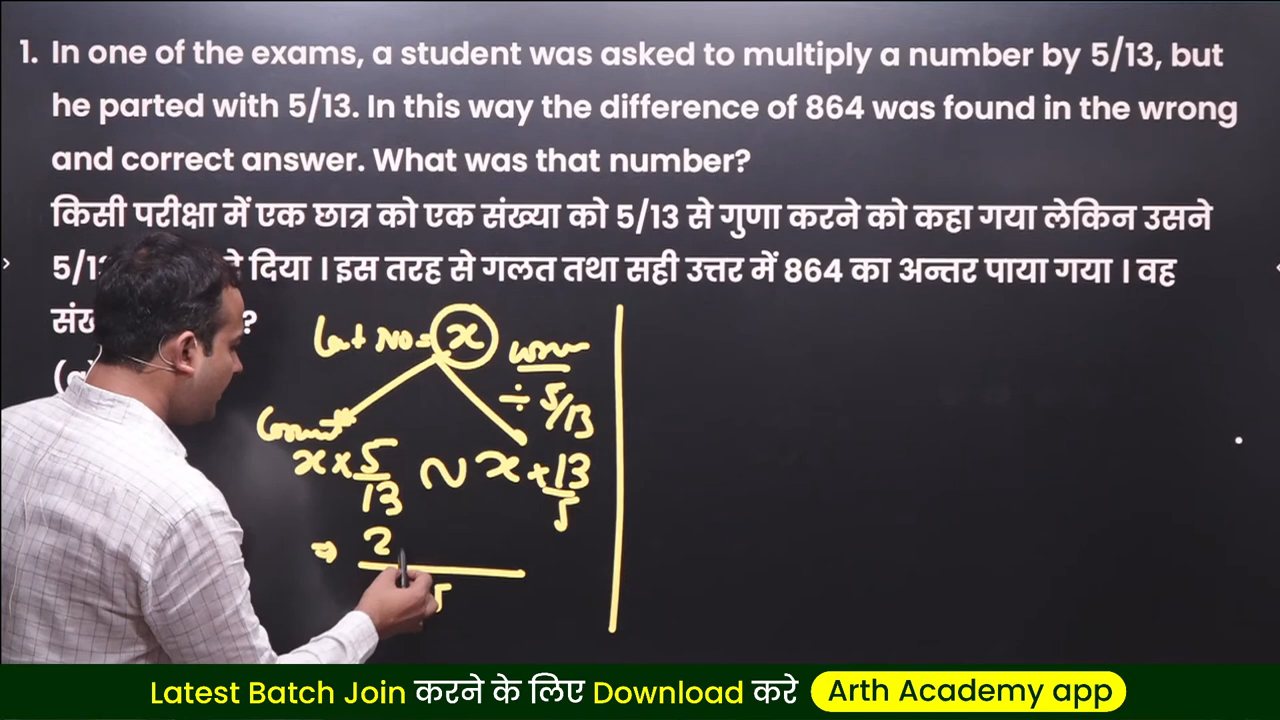 1. In one of the exams, a student was asked to multiply a number by 5/13, but
he parted with 5/13. In this way the difference of 864 was found in the wrong
and correct answer. What was that number?
किसी परीक्षा में एक छात्र को एक संख्या को 5/13 से गुणा करने को कहा गया लेकिन उसने
दिया । इस तरह से गलत तथा सही उत्तर में 864 का अन्तर पाया गया । वह
?
Let No = x
÷ 5/13
x × 5/13 ~ x × 13/5
⇒ 2
5
Latest Batch Join करने के लिए Download करे Arth Academy app